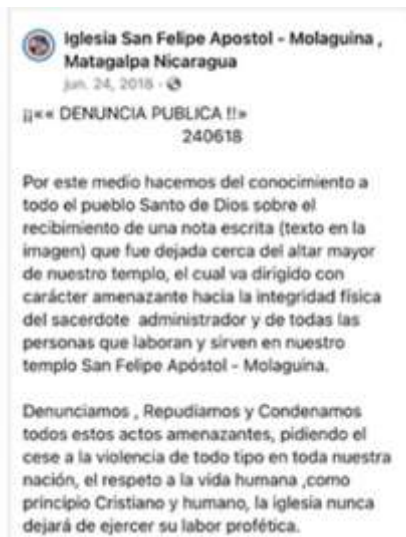 Iglesia San Felipe Apostol - Molaguina ,
Matagalpa Nicaragua
jun. 24, 2018 ·
¡¡«« DENUNCIA PUBLICA !!»
240618
Por este medio hacemos del conocimiento a
todo el pueblo Santo de Dios sobre el
recibimiento de una nota escrita (texto en la
imagen) que fue dejada cerca del altar mayor
de nuestro templo, el cual va dirigido con
carácter amenazante hacia la integridad física
del sacerdote administrador y de todas las
personas que laboran y sirven en nuestro
templo San Felipe Apóstol - Molaguina.
Denunciamos , Repudiamos y Condenamos
todos estos actos amenazantes, pidiendo el
cese a la violencia de todo tipo en toda nuestra
nación, el respeto a la vida humana ,como
principio Cristiano y humano, la iglesia nunca
dejará de ejercer su labor profética.